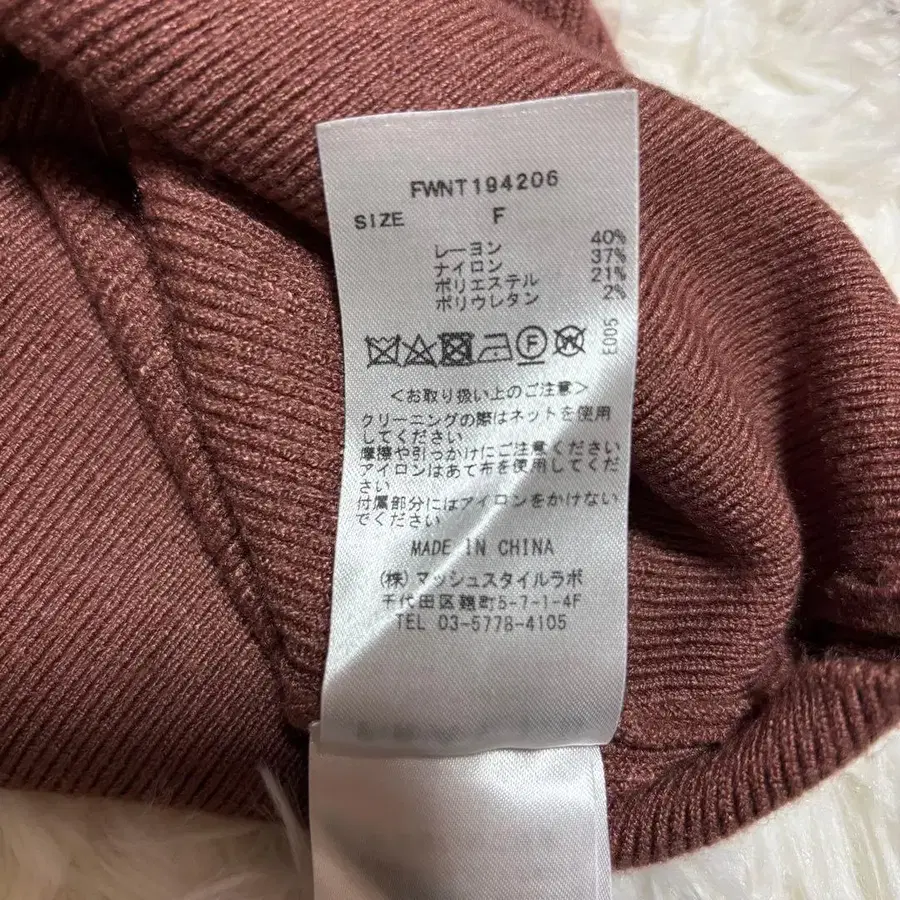 FWNT194206
SIZE F
レーヨン 40%
ナイロン 37%
ポリエステル 21%
ポリウレタン 2%
F W E005
<お取り扱い上のご注意>
クリーニングの際はネットを使用
してください
摩擦や引っかけにご注意ください
アイロンはあて布を使用してくだ
さい
付属部分にはアイロンをかけない
でください
MADE IN CHINA
(株)マッシュスタイルラボ
千代田区麹町5-7-1-4F
TEL 03-5778-4105